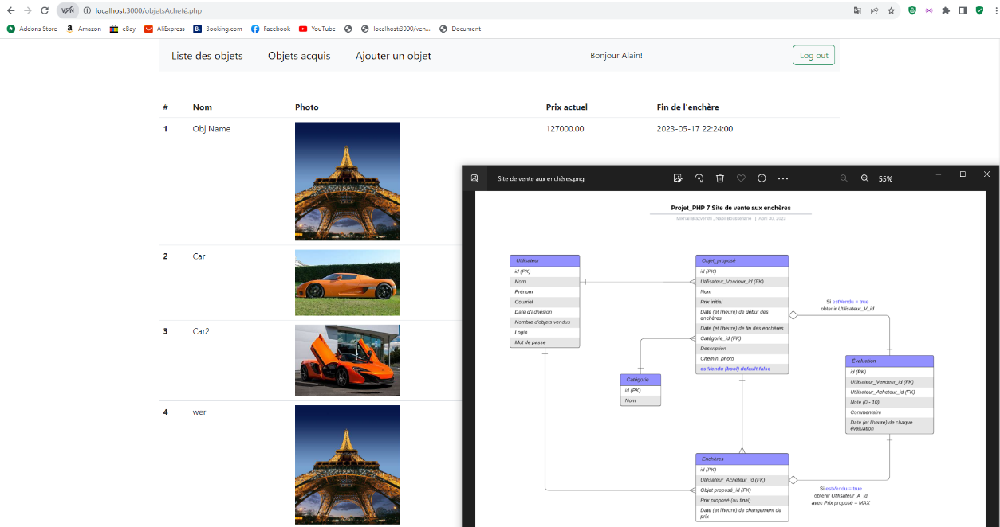 VPN localhost:3000/objetsAcheté.php
Addons Store Amazon eBay AliExpress Booking.com Facebook YouTube localhost:3000/ven... Document
Liste des objets Objets acquis Ajouter un objet Bonjour Alain! Log out
# Nom Photo Prix actuel Fin de l'enchère
1 Obj Name 127000.00 2023-05-17 22:24:00
2 Car
3 Car2
4 wer
Site de vente aux enchères.png 55%
Projet_PHP 7 Site de vente aux enchères
| April 30, 2023
Utilisateur
id (PK)
Nom
Prénom
Courriel
Date d'adhésion
Nombre d'objets vendus
Login
Mot de passe
Objet_proposé
id (PK)
Utilisateur_Vendeur_id (FK)
Nom
Prix initial
Date (et l'heure) de début des
enchères
Date (et l'heure) de fin des enchères
Catégorie_id (FK)
Description
Chemin_photo
estVendu (bool) default false
Si estVendu = true
obtenir Utilisateur_V_id
Catégorie
id (PK)
Nom
Évaluation
id (PK)
Utilisateur_Vendeur_id (FK)
Utilisateur_Acheteur_id (FK)
Note (0 - 10)
Commentaire
Date (et l'heure) de chaque
évaluation
Enchères
id (PK)
Utilisateur_Acheteur_id (FK)
Objet proposé_id (FK)
Prix proposé (ou final)
Date (et l'heure) de changement de
prix
Si estVendu = true
obtenir Utilisateur_A_id
avec Prix proposé = MAX